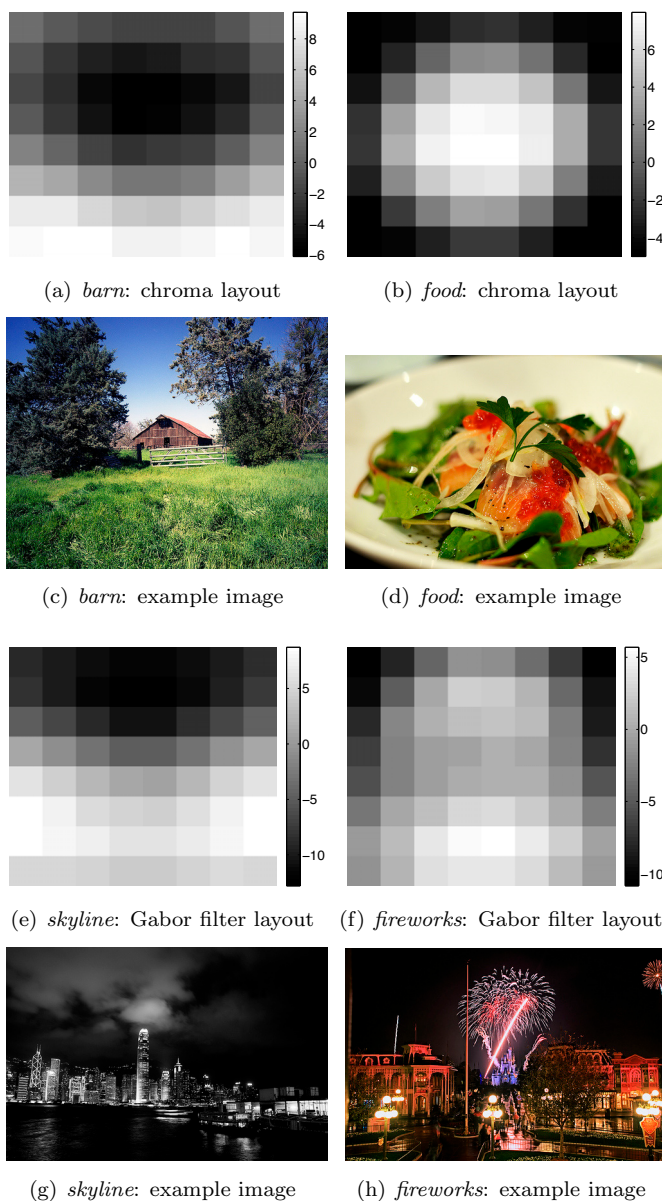 8
6
4
2
0
−2
−4
−6
6
4
2
0
−2
−4
(a) barn: chroma layout
(b) food: chroma layout
(c) barn: example image
(d) food: example image
5
0
−5
−10
5
0
−5
−10
(e) skyline: Gabor filter layout
(f) fireworks: Gabor filter layout
(g) skyline: example image
(h) fireworks: example image